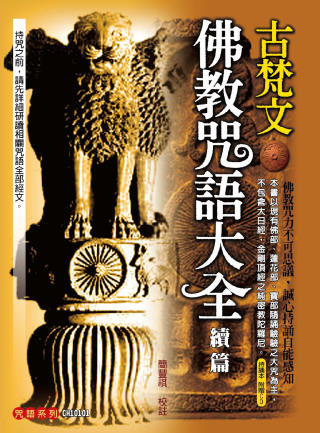 古梵文
佛教咒語大全
續篇
佛教咒力不可思議，誠心持誦自能感知
本書以現有佛部、蓮花部、寶部隨誦驗驗之大咒為主，
不包含大日經、金剛頂經之純密教陀羅尼。
簡豐祺 校註
持咒之前，請先詳細研讀相關咒語全部經文。
咒語系列 CH10101